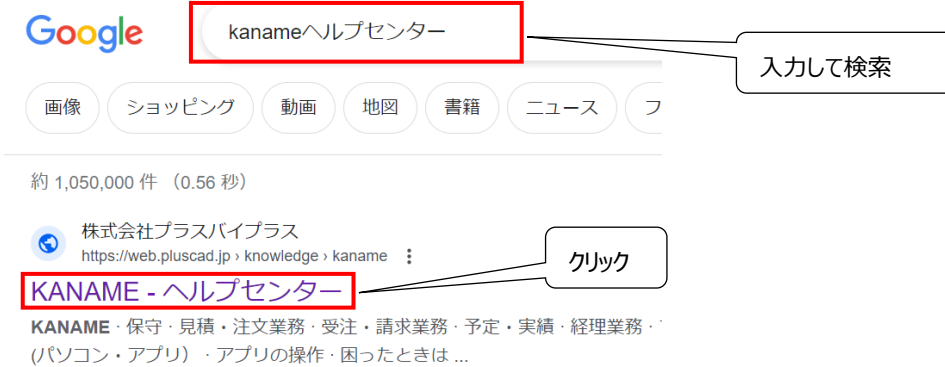 Google
kanameヘルプセンター
入力して検索
画像
ショッピング
動画
地図
書籍
ニュース
フ
約 1,050,000 件 （0.56 秒）
株式会社プラスバイプラス
https://web.pluscad.jp › knowledge › kaname
クリック
KANAME - ヘルプセンター
KANAME · 保守 · 見積・注文業務 · 受注・請求業務 · 予定・実績・経理業務 ·
(パソコン・アプリ） · アプリの操作 · 困ったときは ...